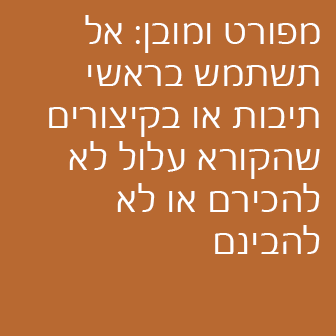 מפורט ומובן: אל
תשתמש בראשי
תיבות או בקיצורים
שהקורא עלול לא
להכירם או לא
להבינם